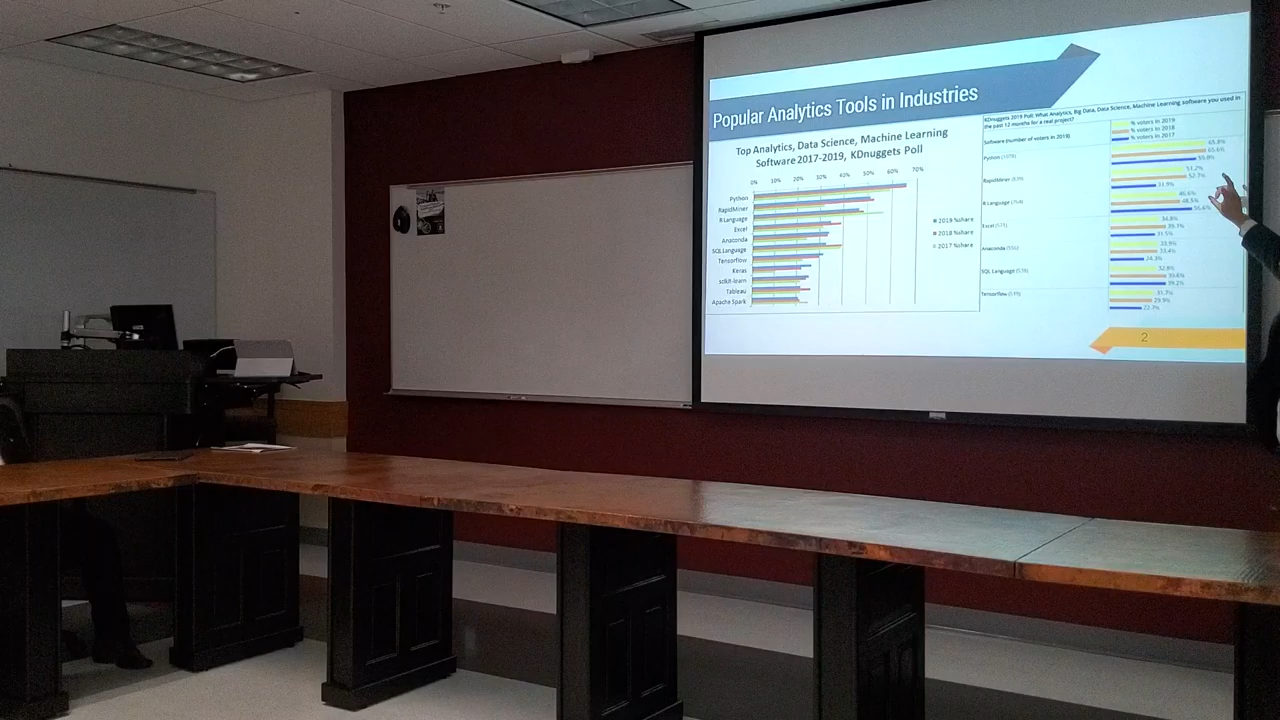 Popular Analytics Tools in Industries
Top Analytics, Data Science, Machine Learning
Software 2017-2019, KDnuggets Poll
0% 10% 20% 30% 40% 50% 60% 70%
Python
RapidMiner
R Language
Excel
Anaconda
SQL Language
Tensorflow
Keras
scikit-learn
Tableau
Apache Spark
2019 %share
2018 %share
2017 %share
KDnuggets 2019 Poll: What Analytics, Big Data, Data Science, Machine Learning software you used in
the past 12 months for a real project?
Software (number of voters in 2019)
% voters in 2019
% voters in 2018
% voters in 2017
Python
65.8%
65.6%
59.0%
RapidMiner
51.2%
52.7%
31.9%
R Language
46.6%
48.5%
56.6%
Excel
34.8%
39.1%
31.5%
Anaconda
33.9%
33.4%
24.3%
SQL Language
32.8%
39.6%
39.2%
Tensorflow
31.7%
29.9%
22.7%
2